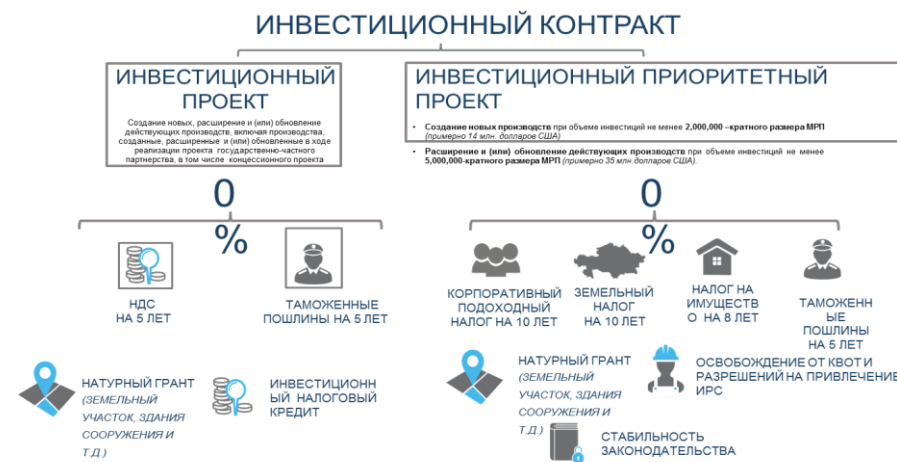 ИНВЕСТИЦИОННЫЙ КОНТРАКТ
ИНВЕСТИЦИОННЫЙ
ПРОЕКТ
Создание новых, расширение и (или) обновление
действующих производств, включая производства,
созданные, расширенные и (или) обновленные в ходе
реализации проекта государственно-частного
партнерства, в том числе концессионного проекта
ИНВЕСТИЦИОННЫЙ ПРИОРИТЕТНЫЙ
ПРОЕКТ
• Создание новых производств при объеме инвестиций не менее 2,000,000 –кратного размера МРП
(примерно 14 млн. долларов США)
• Расширение и (или) обновление действующих производств при объеме инвестиций не менее
5,000,000-кратного размера МРП (примерно 35 млн.долларов США).
0
%
НДС
НА 5 ЛЕТ
ТАМОЖЕННЫЕ
ПОШЛИНЫ НА 5 ЛЕТ
НАТУРНЫЙ ГРАНТ
(ЗЕМЕЛЬНЫЙ
УЧАСТОК, ЗДАНИЯ
СООРУЖЕНИЯ И
Т.Д.)
ИНВЕСТИЦИОНН
ЫЙ НАЛОГОВЫЙ
КРЕДИТ
0
%
КОРПОРАТИВНЫЙ
ПОДОХОДНЫЙ
НАЛОГ НА 10 ЛЕТ
ЗЕМЕЛЬНЫЙ
НАЛОГ
НА 10 ЛЕТ
НАЛОГ НА
ИМУЩЕСТВ
О НА 8 ЛЕТ
ТАМОЖЕНН
ЫЕ
ПОШЛИНЫ
НА 5 ЛЕТ
НАТУРНЫЙ ГРАНТ
(ЗЕМЕЛЬНЫЙ
УЧАСТОК, ЗДАНИЯ
СООРУЖЕНИЯ И
Т.Д.)
ОСВОБОЖДЕНИЕ ОТ КВОТ И
РАЗРЕШЕНИЙ НА ПРИВЛЕЧЕНИЕ
ИРС
СТАБИЛЬНОСТЬ
ЗАКОНОДАТЕЛЬСТВА